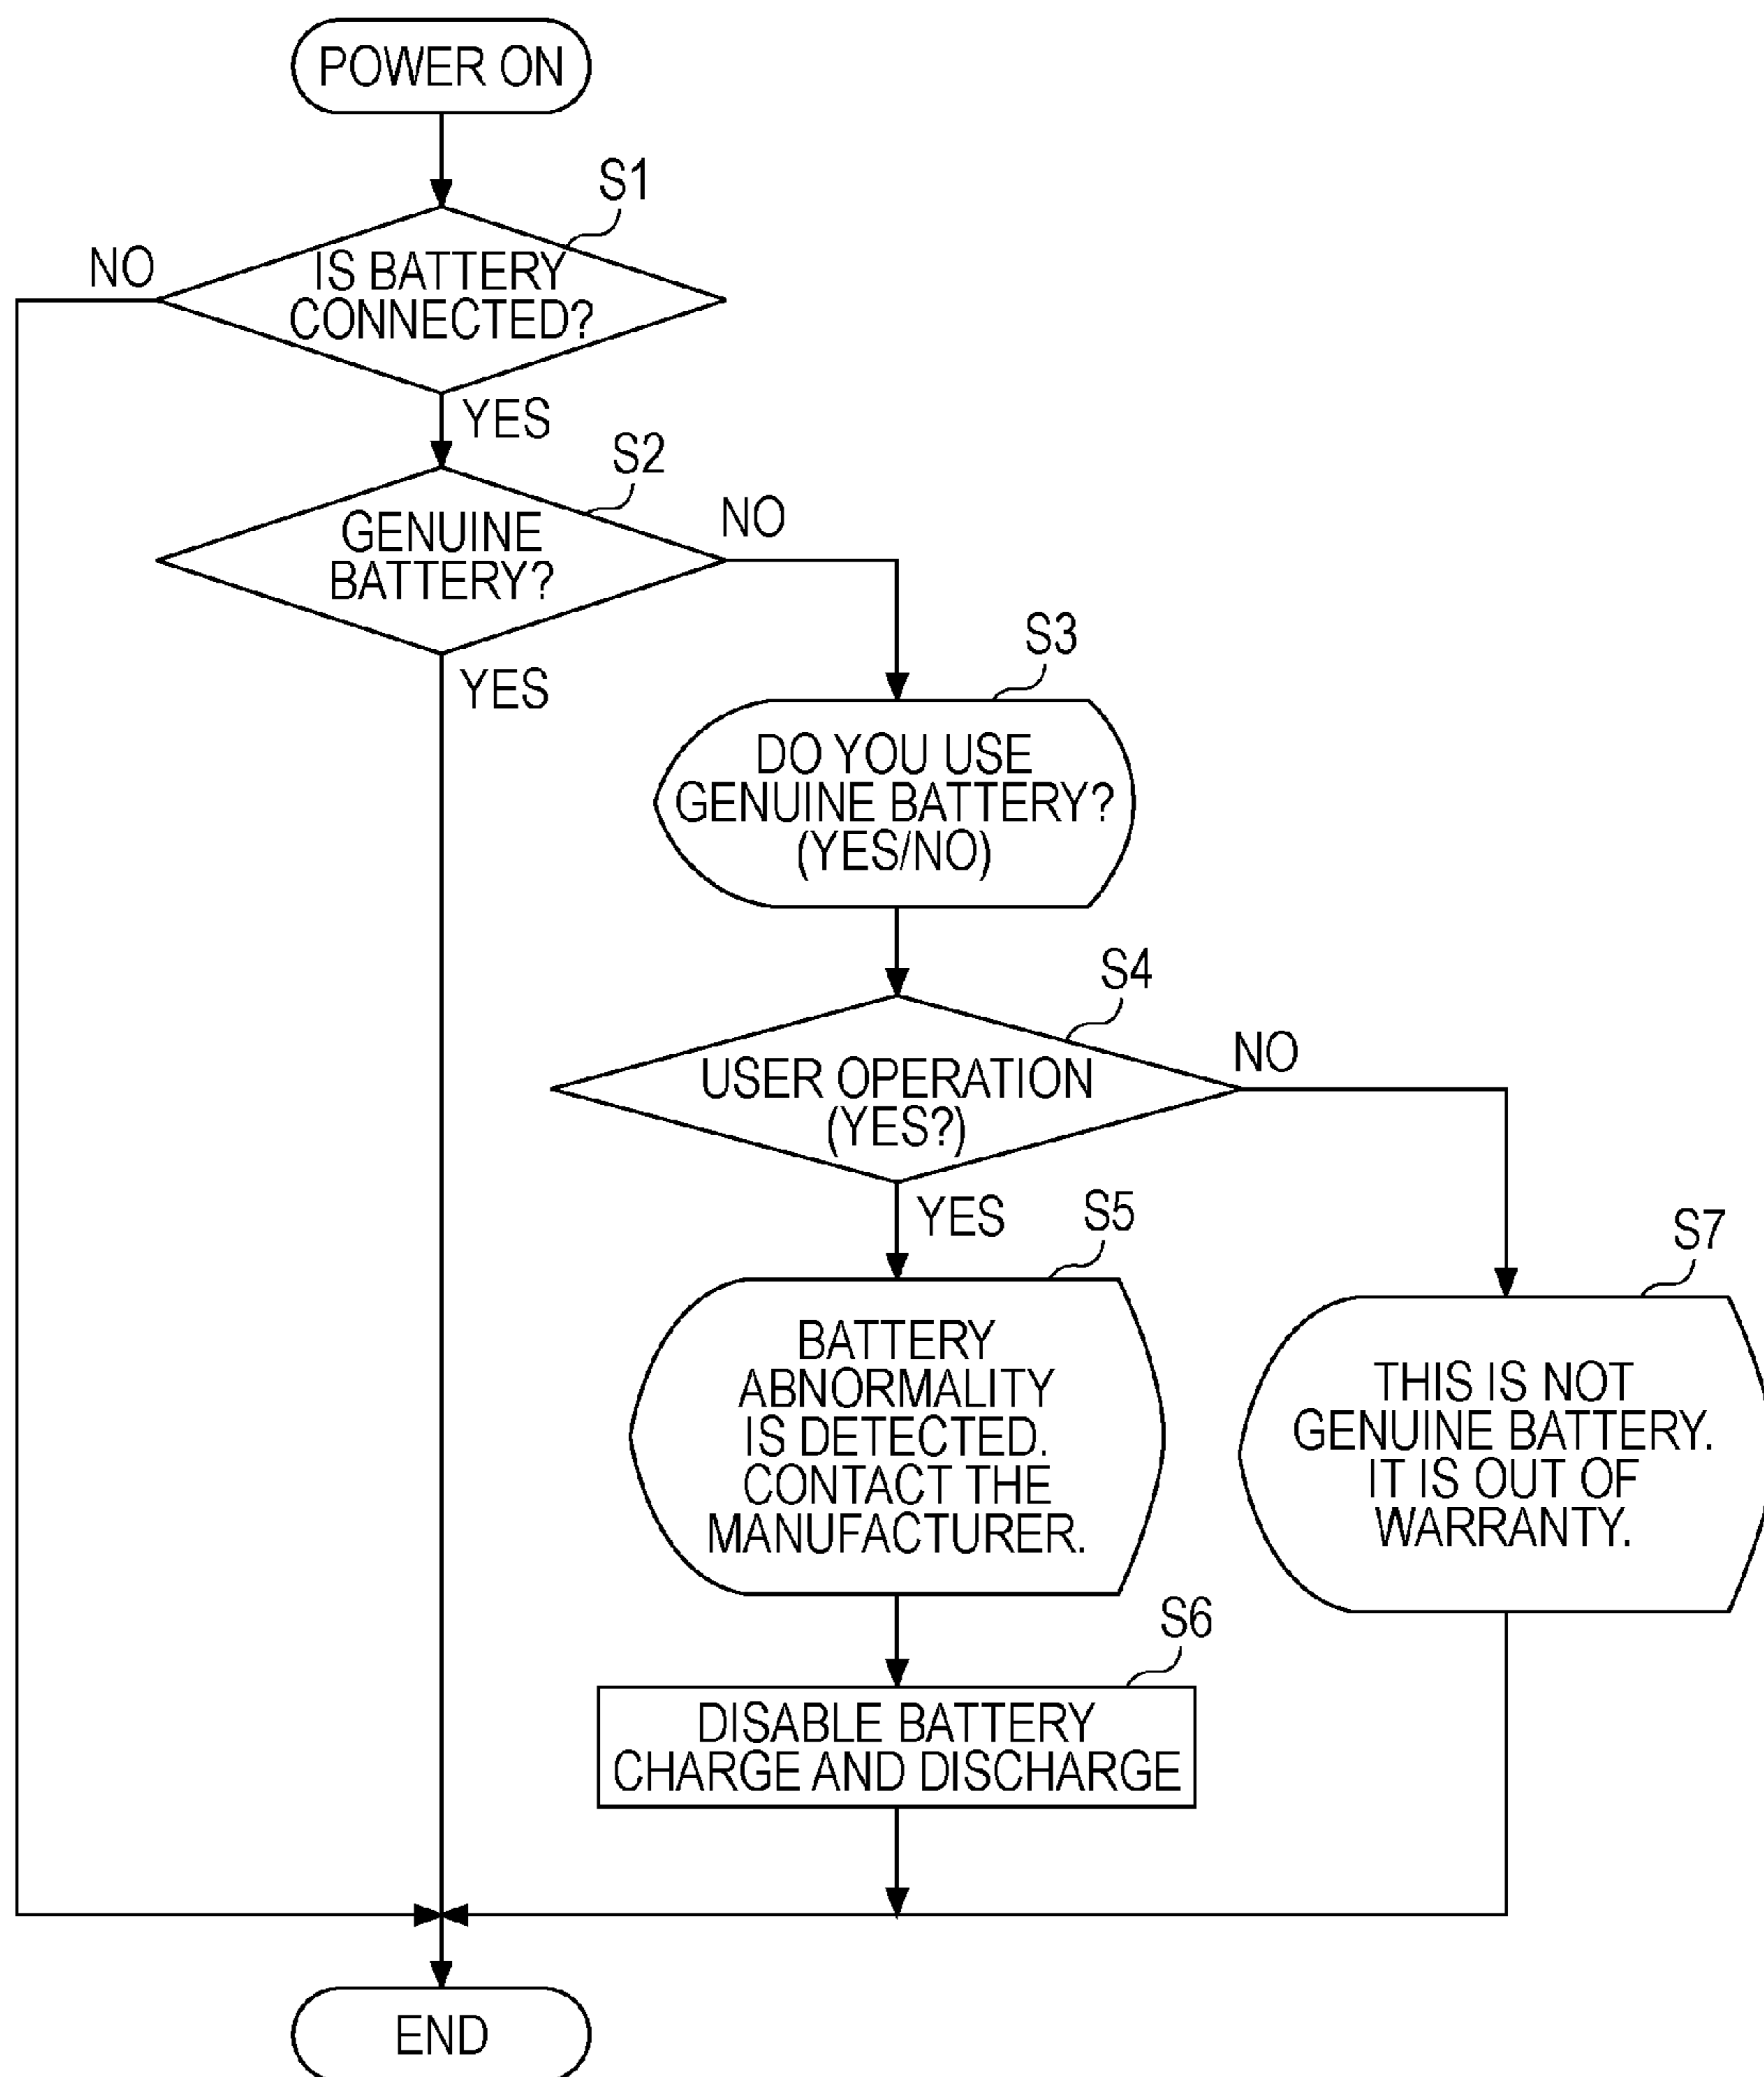 POWER ON
S1
NO
IS BATTERY
CONNECTED?
YES
S2
NO
GENUINE
BATTERY?
YES
S3
DO YOU USE
GENUINE BATTERY?
(YES/NO)
S4
NO
USER OPERATION
(YES?)
YES
S5
S7
BATTERY
ABNORMALITY
IS DETECTED.
CONTACT THE
MANUFACTURER.
THIS IS NOT
GENUINE BATTERY.
IT IS OUT OF
WARRANTY.
S6
DISABLE BATTERY
CHARGE AND DISCHARGE
END